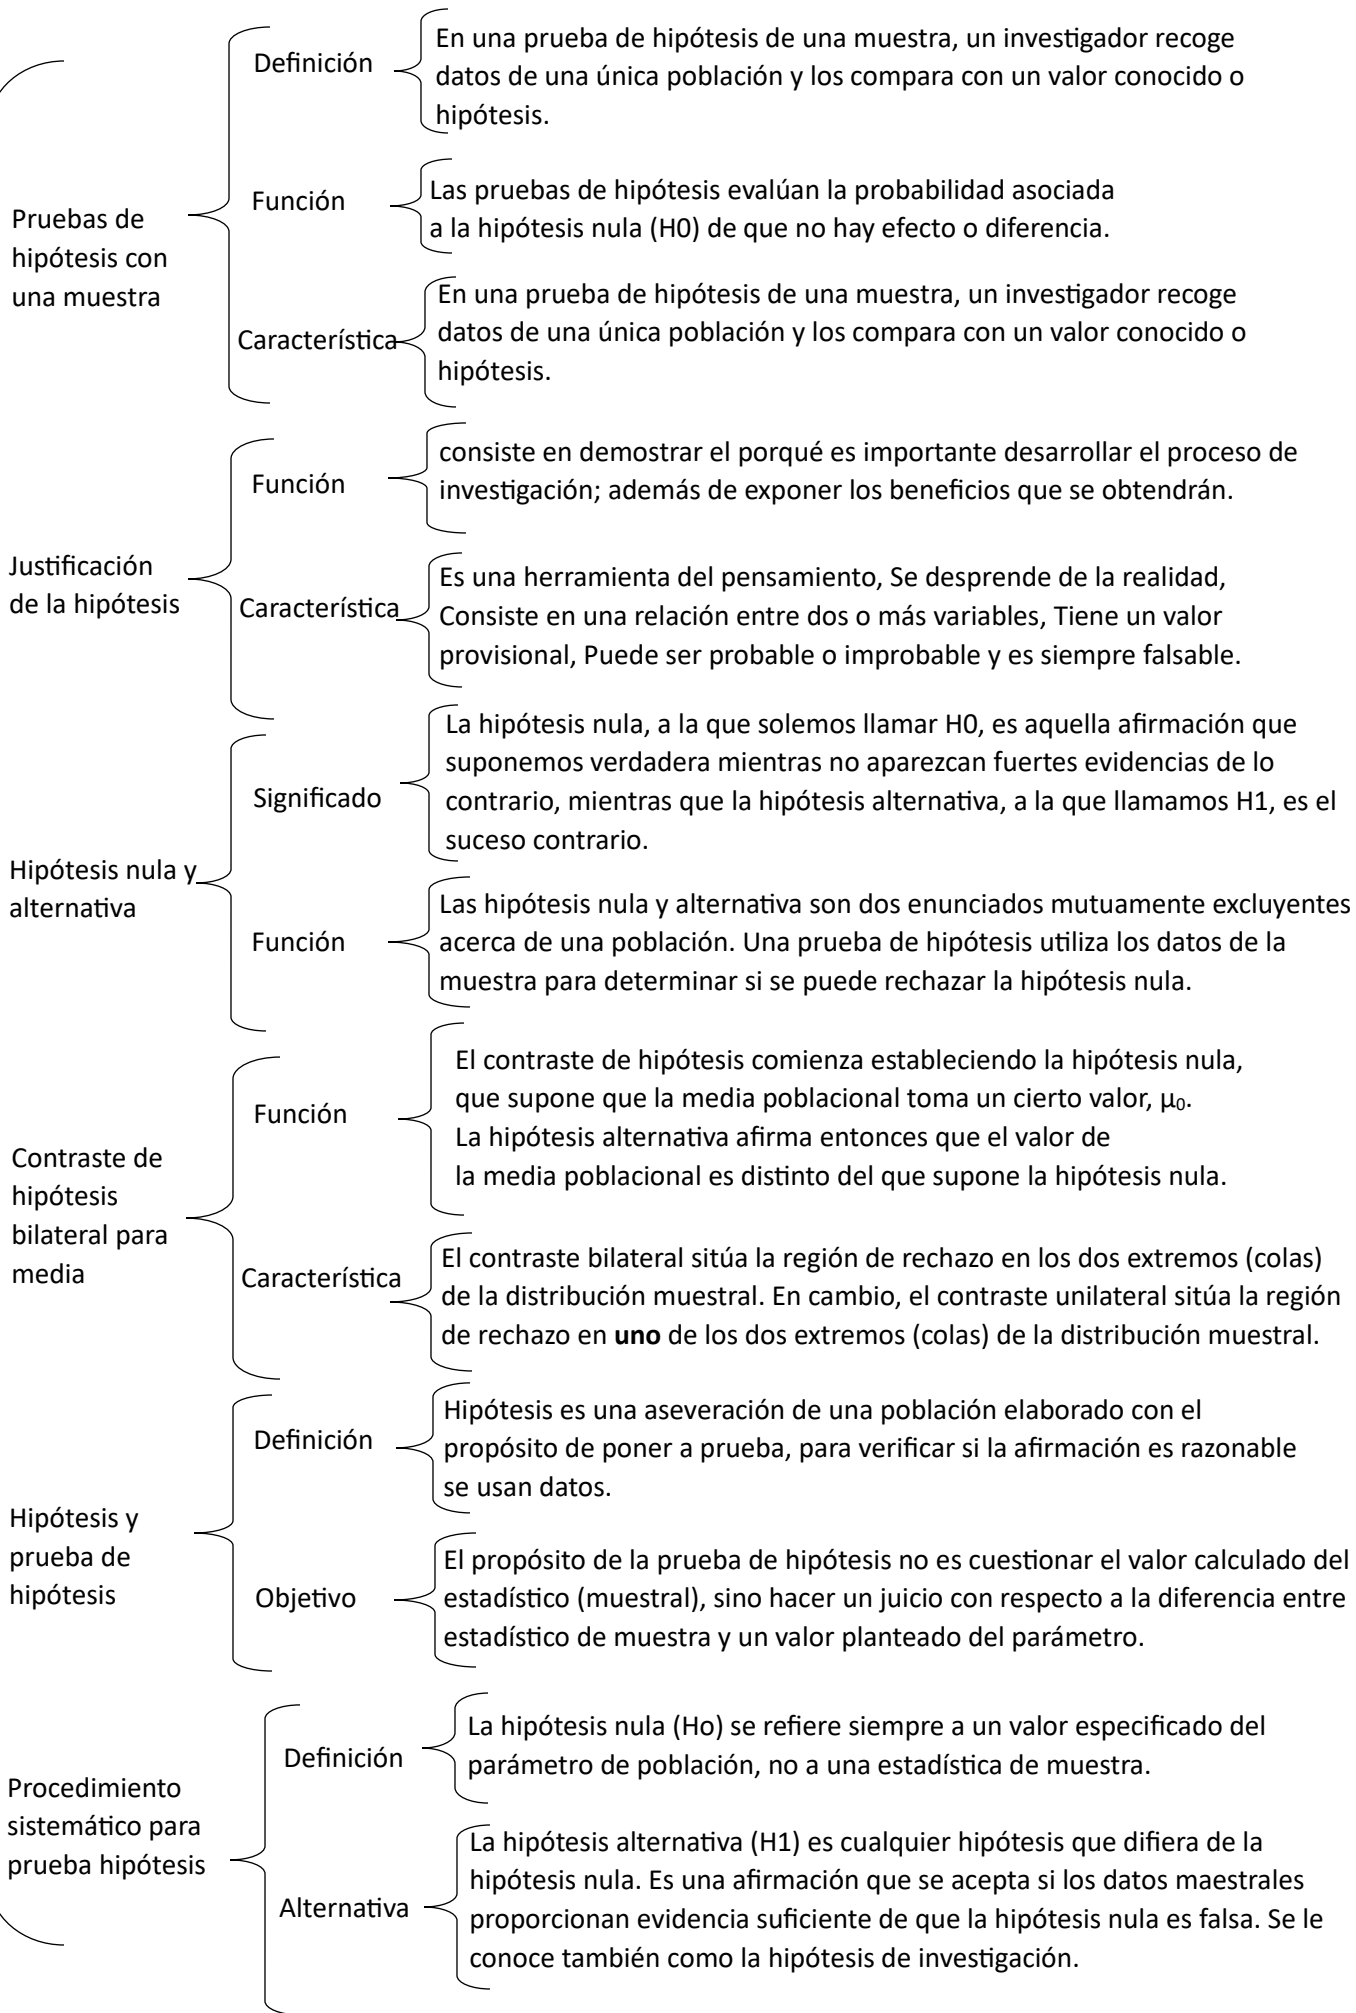 Pruebas de
hipótesis con
una muestra
Definición
En una prueba de hipótesis de una muestra, un investigador recoge
datos de una única población y los compara con un valor conocido o
hipótesis.
Función
Las pruebas de hipótesis evalúan la probabilidad asociada
a la hipótesis nula (H0) de que no hay efecto o diferencia.
Característica
En una prueba de hipótesis de una muestra, un investigador recoge
datos de una única población y los compara con un valor conocido o
hipótesis.
Justificación
de la hipótesis
Función
consiste en demostrar el porqué es importante desarrollar el proceso de
investigación; además de exponer los beneficios que se obtendrán.
Característica
Es una herramienta del pensamiento, Se desprende de la realidad,
Consiste en una relación entre dos o más variables, Tiene un valor
provisional, Puede ser probable o improbable y es siempre falsable.
Hipótesis nula y
alternativa
Significado
La hipótesis nula, a la que solemos llamar H0, es aquella afirmación que
suponemos verdadera mientras no aparezcan fuertes evidencias de lo
contrario, mientras que la hipótesis alternativa, a la que llamamos H1, es el
suceso contrario.
Función
Las hipótesis nula y alternativa son dos enunciados mutuamente excluyentes
acerca de una población. Una prueba de hipótesis utiliza los datos de la
muestra para determinar si se puede rechazar la hipótesis nula.
Contraste de
hipótesis
bilateral para
media
Función
El contraste de hipótesis comienza estableciendo la hipótesis nula,
que supone que la media poblacional toma un cierto valor, μ₀.
La hipótesis alternativa afirma entonces que el valor de
la media poblacional es distinto del que supone la hipótesis nula.
Característica
El contraste bilateral sitúa la región de rechazo en los dos extremos (colas)
de la distribución muestral. En cambio, el contraste unilateral sitúa la región
de rechazo en uno de los dos extremos (colas) de la distribución muestral.
Hipótesis y
prueba de
hipótesis
Definición
Hipótesis es una aseveración de una población elaborado con el
propósito de poner a prueba, para verificar si la afirmación es razonable
se usan datos.
Objetivo
El propósito de la prueba de hipótesis no es cuestionar el valor calculado del
estadístico (muestral), sino hacer un juicio con respecto a la diferencia entre
estadístico de muestra y un valor planteado del parámetro.
Procedimiento
sistemático para
prueba hipótesis
Definición
La hipótesis nula (Ho) se refiere siempre a un valor especificado del
parámetro de población, no a una estadística de muestra.
Alternativa
La hipótesis alternativa (H1) es cualquier hipótesis que difiera de la
hipótesis nula. Es una afirmación que se acepta si los datos maestrales
proporcionan evidencia suficiente de que la hipótesis nula es falsa. Se le
conoce también como la hipótesis de investigación.